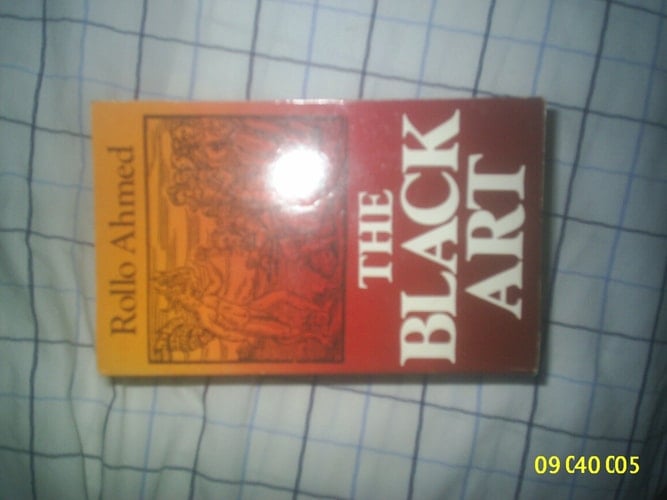 Rollo Ahmed
THE
BLACK
ART
09 C40 C05